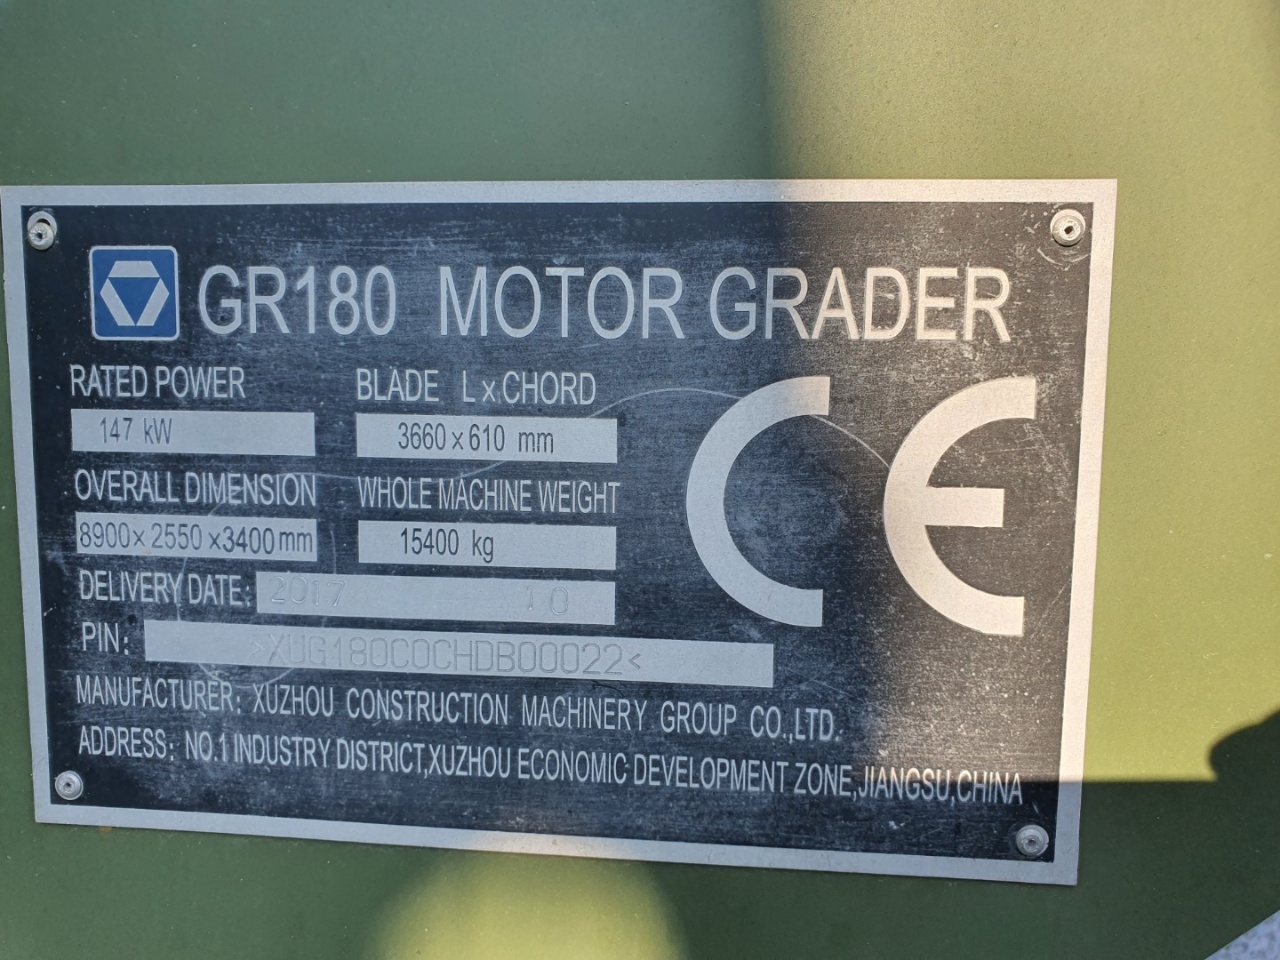 GR180 MOTOR GRADER
RATED POWER BLADE L x CHORD
147 kW 3660 x 610 mm
OVERALL DIMENSION WHOLE MACHINE WEIGHT
8900 x 2550 x 3400mm 15400 kg
DELIVERY DATE: 2017 10
PIN: >XUG180C0CHDB00022<
MANUFACTURER: XUZHOU CONSTRUCTION MACHINERY GROUP CO.,LTD.
ADDRESS: NO.1 INDUSTRY DISTRICT,XUZHOU ECONOMIC DEVELOPMENT ZONE,JIANGSU,CHINA
CE